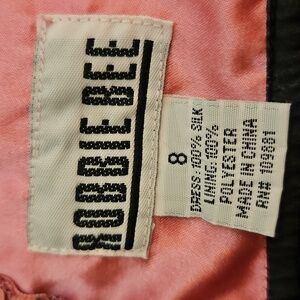 ROBBIE BEE
8
DRESS: 100% SILK
LINING: 100%
POLYESTER
MADE IN CHINA
RN# 109881